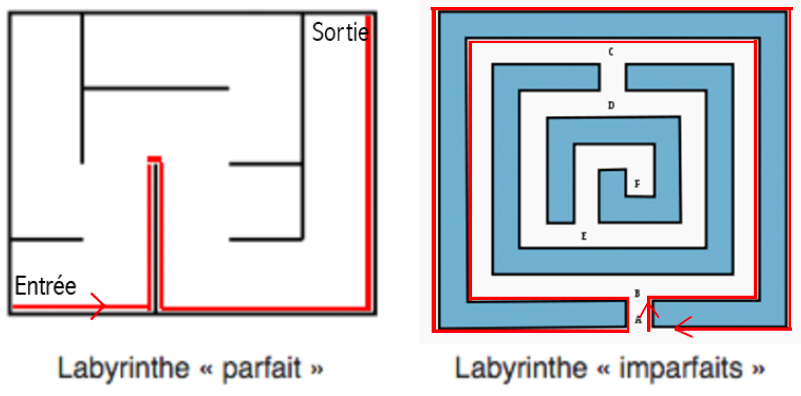 Sortie
Entrée
C
D
F
E
B
A
Labyrinthe « parfait »
Labyrinthe « imparfaits »